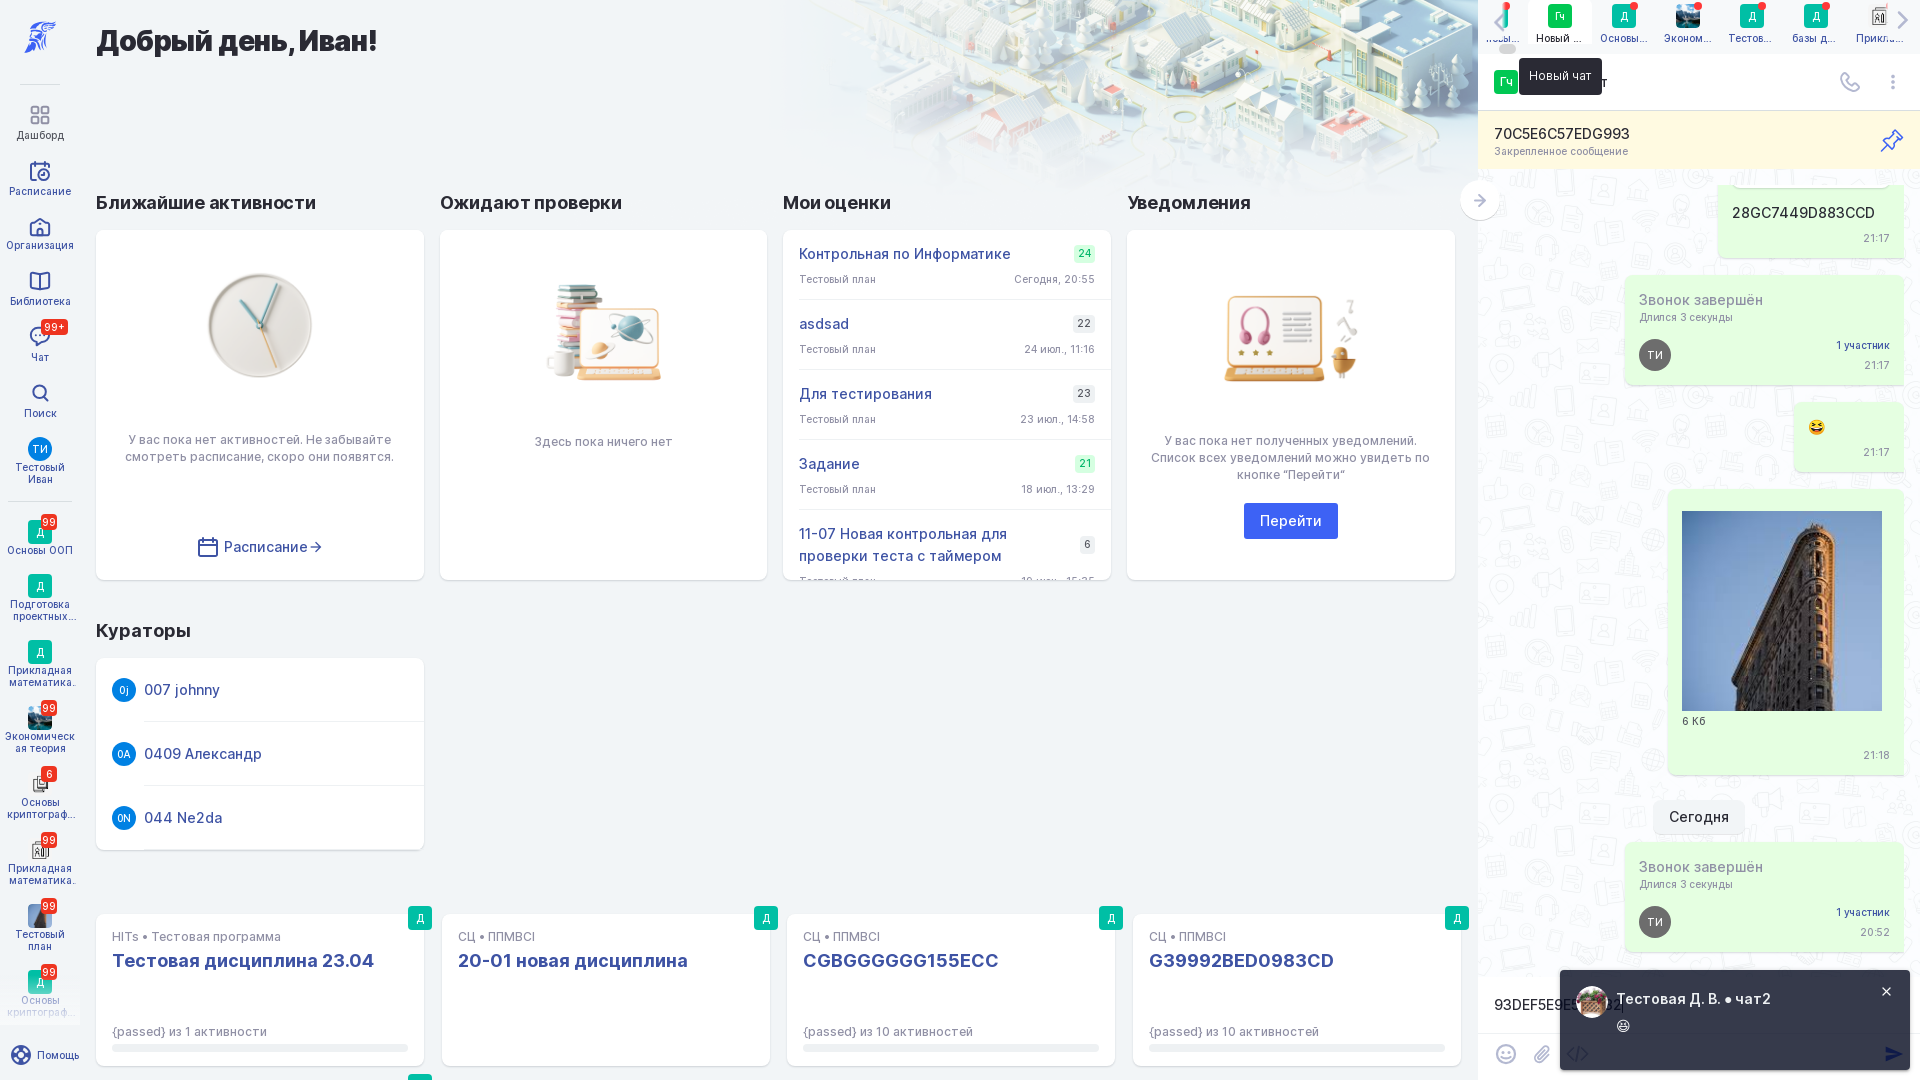 Добрый день, Иван!
Дашборд
Расписание
Организация
Библиотека
99+
Чат
Поиск
ТИ
Тестовый
Иван
99
Д
Основы ООП
Д
Подготовка
проектных...
Д
Прикладная
математика.
99
Экономическ
ая теория
6
Основы
криптограф...
99
Прикладная
математика.
99
Тестовый
план
99
Д
Основы
криптограф...
Помощь
Ближайшие активности
У вас пока нет активностей. Не забывайте
смотреть расписание, скоро они появятся.
Расписание
Ожидают проверки
Здесь пока ничего нет
Мои оценки
Контрольная по Информатике
24
Тестовый план
Сегодня, 20:55
asdsad
22
Тестовый план
24 июл., 11:16
Для тестирования
23
Тестовый план
23 июл., 14:58
Задание
21
Тестовый план
18 июл., 13:29
11-07 Новая контрольная для
проверки теста с таймером
6
Уведомления
У вас пока нет полученных уведомлений.
Список всех уведомлений можно увидеть по
кнопке “Перейти“
Перейти
Кураторы
0j
007 johnny
0А
0409 Александр
0N
044 Ne2da
Д
HITs • Тестовая программа
Тестовая дисциплина 23.04
{passed} из 1 активности
Д
СЦ • ППМВСІ
20-01 новая дисциплина
Д
СЦ • ППМВСІ
CGBGGGGGG155ECC
{passed} из 10 активностей
Д
СЦ • ППМВСІ
G39992BED0983CD
{passed} из 10 активностей
Гч
Новый ...
Д
Основы...
Эконом...
Д
Тестов...
Д
базы д...
Гч
Новый чат
70C5E6C57EDG993
Закрепленное сообщение
28GC7449D883CCD
21:17
Звонок завершён
Длился 3 секунды
ТИ
1 участник
21:17
21:17
6 Кб
21:18
Сегодня
Звонок завершён
Длился 3 секунды
ТИ
1 участник
20:52
Тестовая Д. В. ● чат2